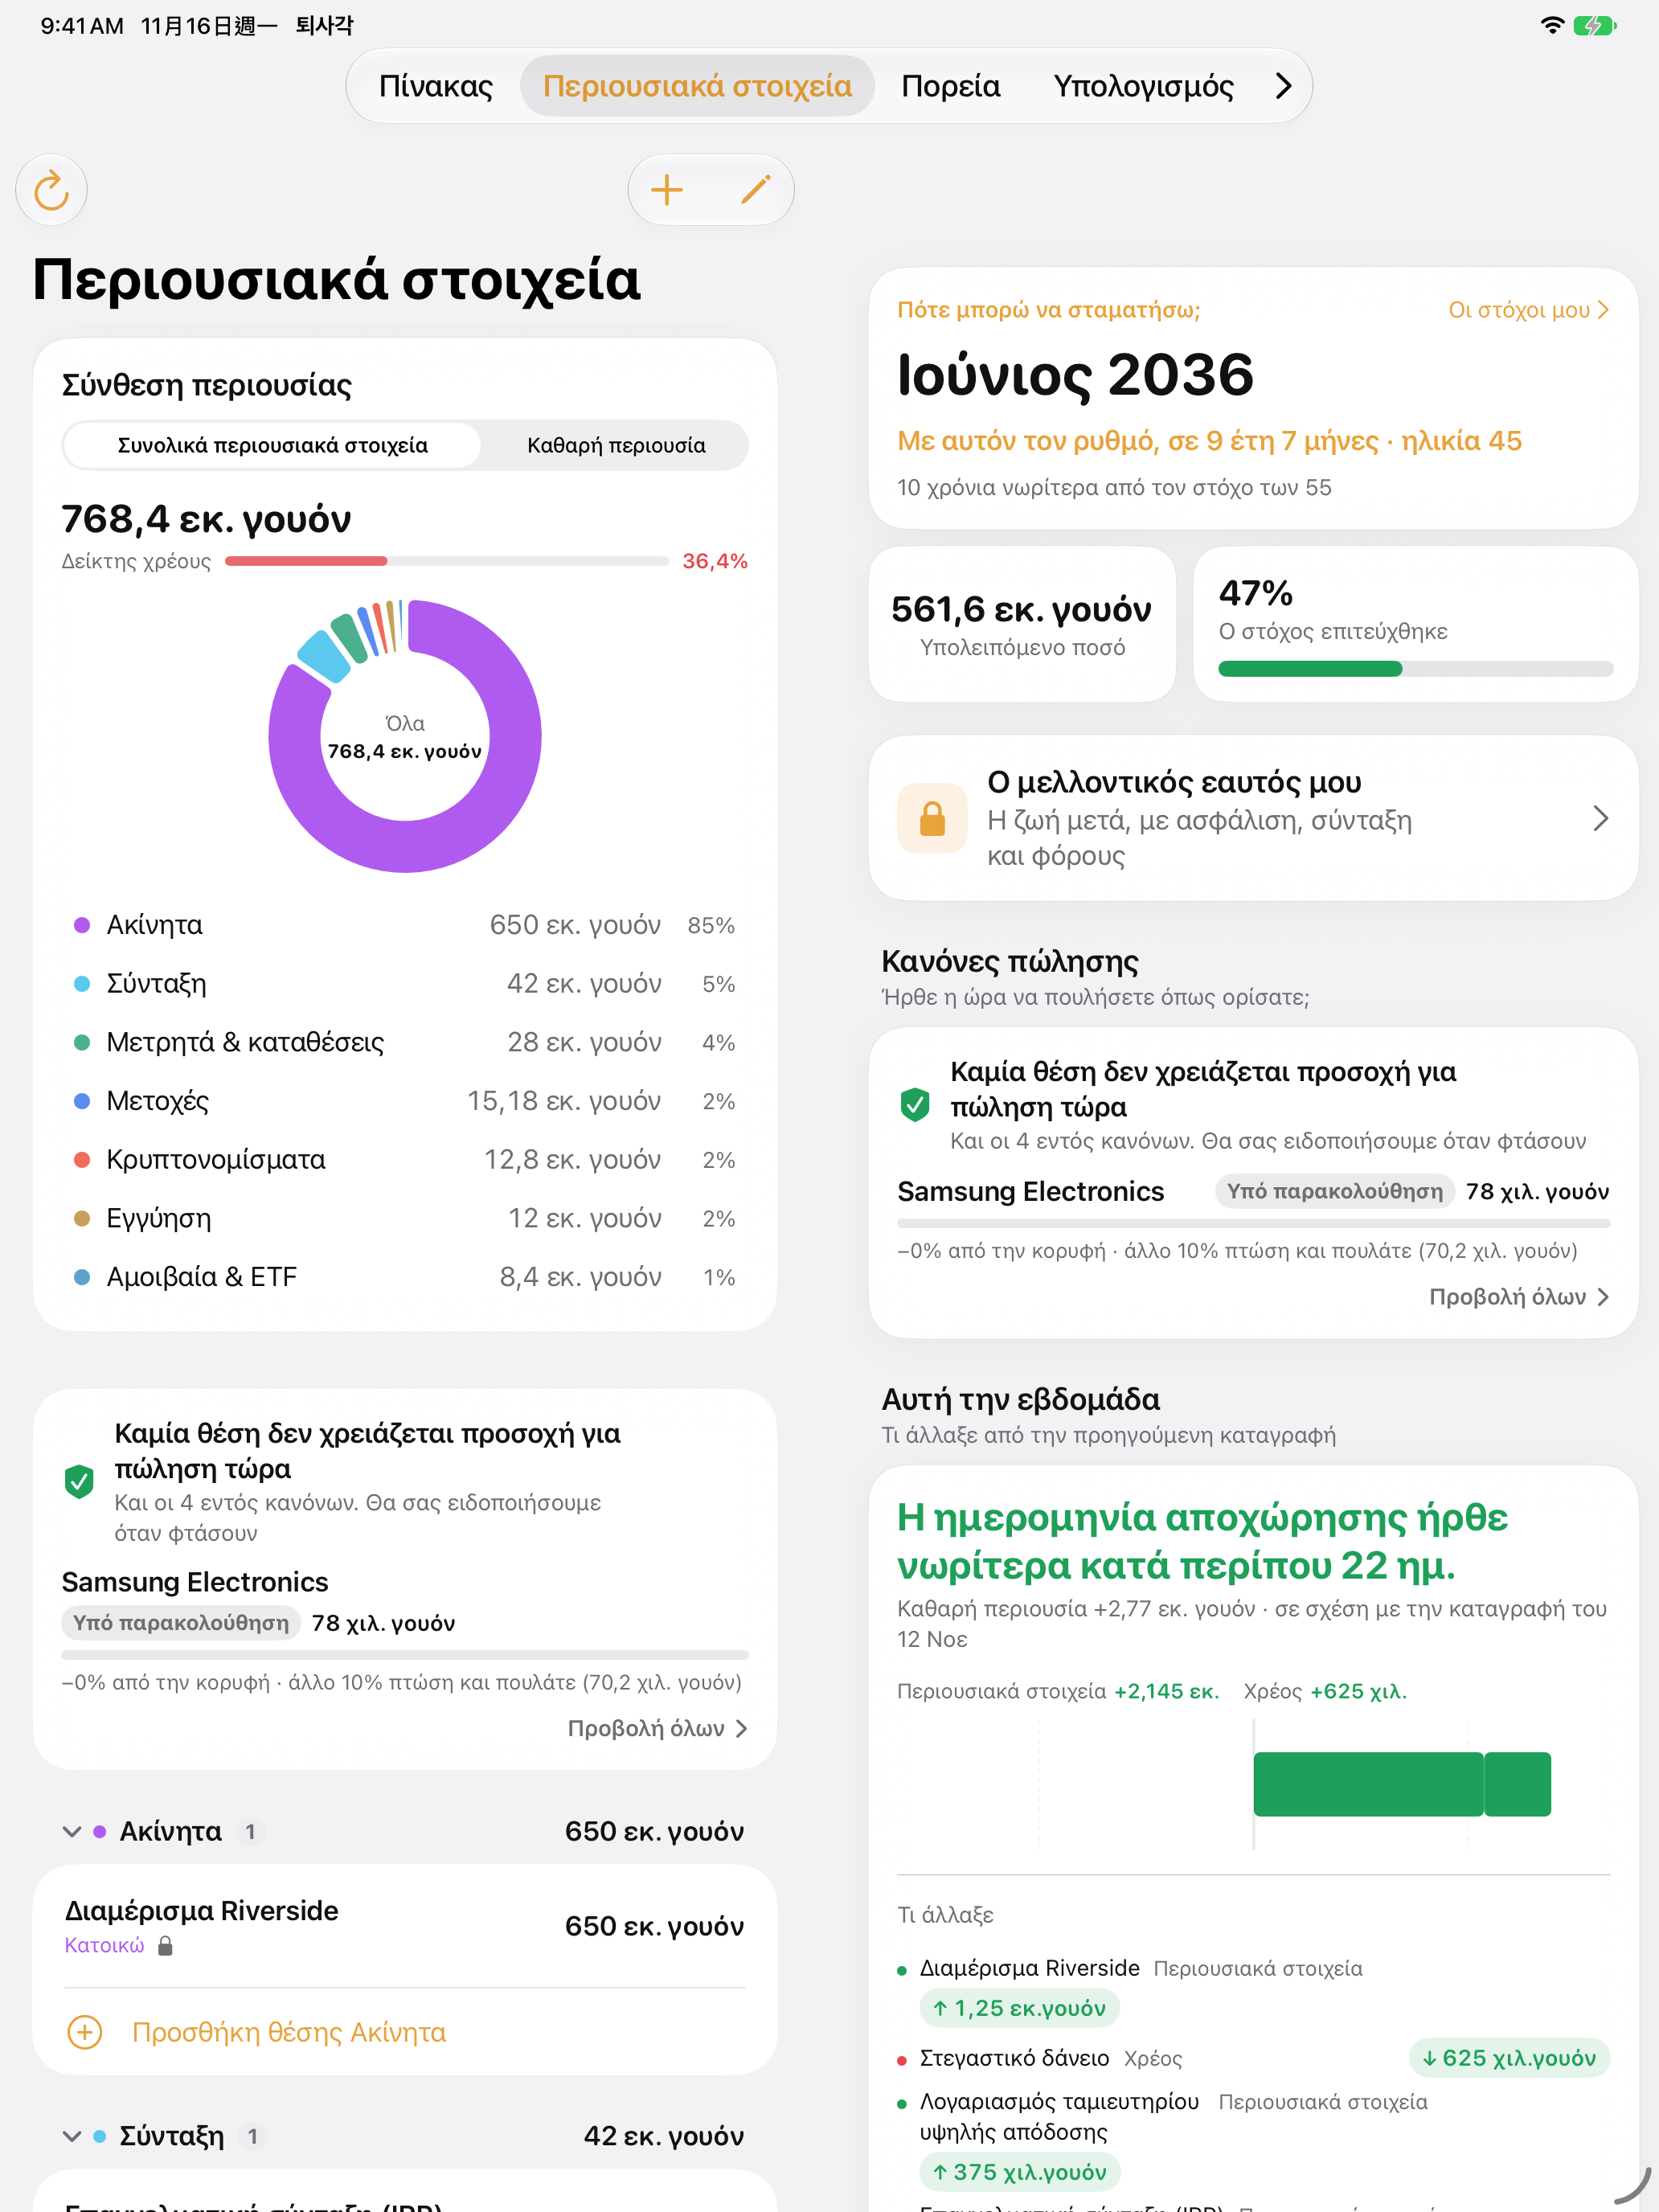 9:41 AM 11月16日週一 퇴사각
Πίνακας Περιουσιακά στοιχεία Πορεία Υπολογισμός
Περιουσιακά στοιχεία
Σύνθεση περιουσίας
Συνολικά περιουσιακά στοιχεία Καθαρή περιουσία
768,4 εκ. γουόν
Δείκτης χρέους 36,4%
Όλα
768,4 εκ. γουόν
Ακίνητα 650 εκ. γουόν 85%
Σύνταξη 42 εκ. γουόν 5%
Μετρητά & καταθέσεις 28 εκ. γουόν 4%
Μετοχές 15,18 εκ. γουόν 2%
Κρυπτονομίσματα 12,8 εκ. γουόν 2%
Εγγύηση 12 εκ. γουόν 2%
Αμοιβαία & ETF 8,4 εκ. γουόν 1%
Καμία θέση δεν χρειάζεται προσοχή για
πώληση τώρα
Και οι 4 εντός κανόνων. Θα σας ειδοποιήσουμε
όταν φτάσουν
Samsung Electronics
Υπό παρακολούθηση 78 χιλ. γουόν
−0% από την κορυφή · άλλο 10% πτώση και πουλάτε (70,2 χιλ. γουόν)
Προβολή όλων
Ακίνητα 1 650 εκ. γουόν
Διαμέρισμα Riverside 650 εκ. γουόν
Κατοικώ
Προσθήκη θέσης Ακίνητα
Σύνταξη 1 42 εκ. γουόν
Πότε μπορώ να σταματήσω; Οι στόχοι μου
Ιούνιος 2036
Με αυτόν τον ρυθμό, σε 9 έτη 7 μήνες · ηλικία 45
10 χρόνια νωρίτερα από τον στόχο των 55
561,6 εκ. γουόν
Υπολειπόμενο ποσό
47%
Ο στόχος επιτεύχθηκε
Ο μελλοντικός εαυτός μου
Η ζωή μετά, με ασφάλιση, σύνταξη
και φόρους
Κανόνες πώλησης
Ήρθε η ώρα να πουλήσετε όπως ορίσατε;
Καμία θέση δεν χρειάζεται προσοχή για
πώληση τώρα
Και οι 4 εντός κανόνων. Θα σας ειδοποιήσουμε όταν φτάσουν
Samsung Electronics Υπό παρακολούθηση 78 χιλ. γουόν
−0% από την κορυφή · άλλο 10% πτώση και πουλάτε (70,2 χιλ. γουόν)
Προβολή όλων
Αυτή την εβδομάδα
Τι άλλαξε από την προηγούμενη καταγραφή
Η ημερομηνία αποχώρησης ήρθε
νωρίτερα κατά περίπου 22 ημ.
Καθαρή περιουσία +2,77 εκ. γουόν · σε σχέση με την καταγραφή του
12 Νοε
Περιουσιακά στοιχεία +2,145 εκ. Χρέος +625 χιλ.
Τι άλλαξε
Διαμέρισμα Riverside Περιουσιακά στοιχεία
↑ 1,25 εκ.γουόν
Στεγαστικό δάνειο Χρέος ↓ 625 χιλ.γουόν
Λογαριασμός ταμιευτηρίου Περιουσιακά στοιχεία
υψηλής απόδοσης
↑ 375 χιλ.γουόν